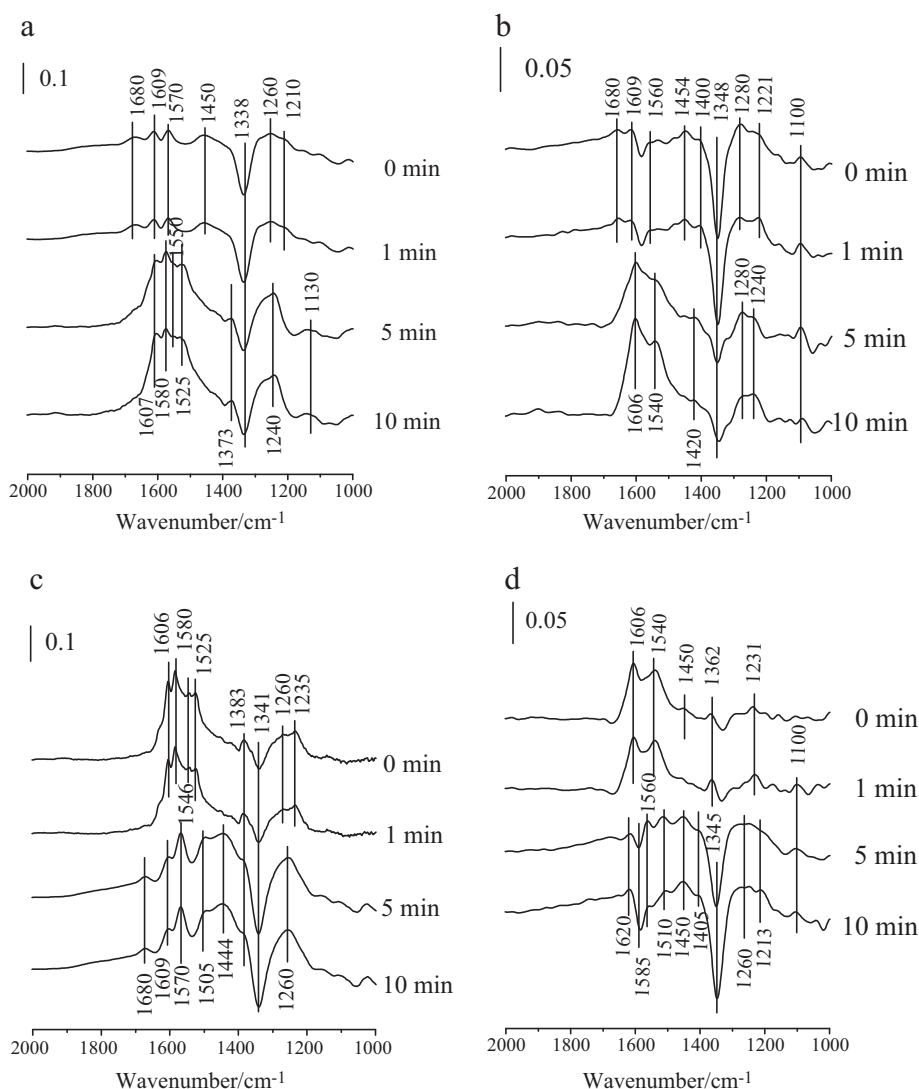 a
0.1
1680
1609
1570
1450
1338
1260
1210
0 min
1 min
1550
1130
5 min
10 min
1607
1580
1525
1373
1240
2000 1800 1600 1400 1200 1000
Wavenumber/cm⁻¹
b
0.05
1680
1609
1560
1454
1400
1348
1280
1221
1100
0 min
1 min
1280
1240
5 min
10 min
1606
1540
1420
2000 1800 1600 1400 1200 1000
Wavenumber/cm⁻¹
c
0.1
1606
1580
1525
1383
1341
1260
1235
0 min
1546
1 min
5 min
10 min
1680
1609
1570
1505
1444
1260
2000 1800 1600 1400 1200 1000
Wavenumber/cm⁻¹
d
0.05
1606
1540
1450
1362
1231
1100
0 min
1 min
1560
1345
5 min
10 min
1620
1585
1510
1450
1405
1260
1213
2000 1800 1600 1400 1200 1000
Wavenumber/cm⁻¹